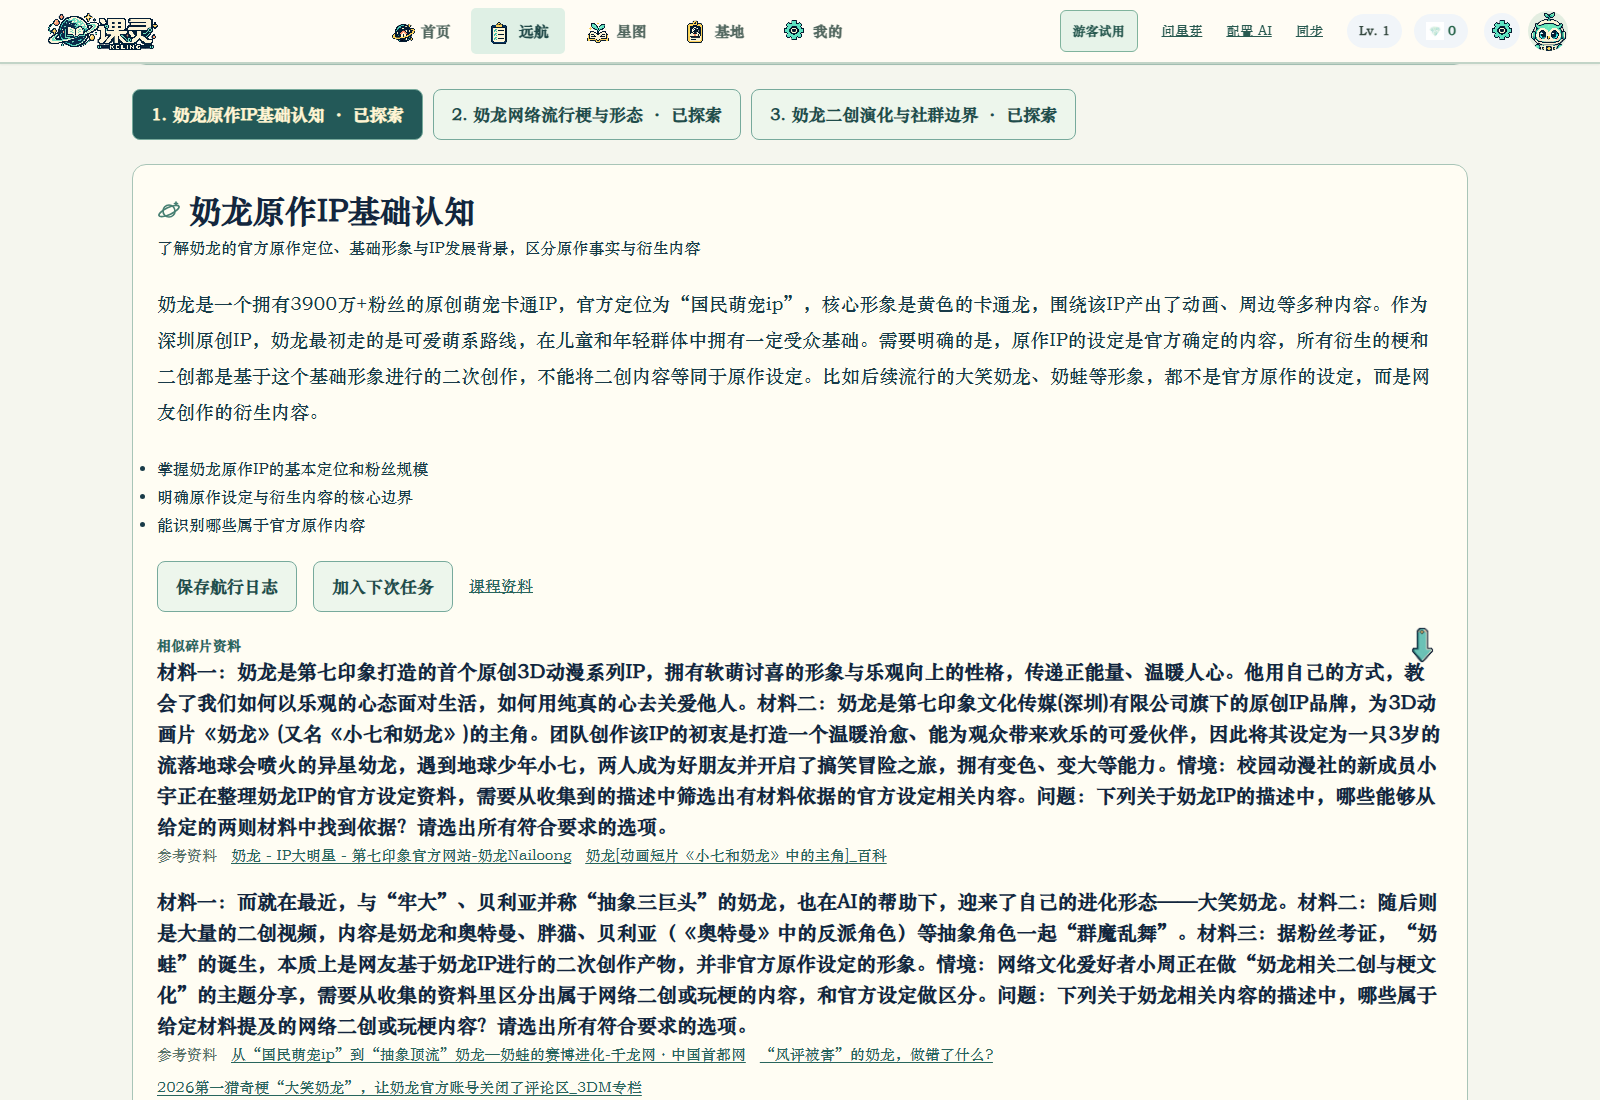 课灵
KELING
首页
远航
星图
基地
我的
游客试用
问星芽
配置 AI
同步
Lv. 1
0
1. 奶龙原作IP基础认知 · 已探索
2. 奶龙网络流行梗与形态 · 已探索
3. 奶龙二创演化与社群边界 · 已探索
奶龙原作IP基础认知
了解奶龙的官方原作定位、基础形象与IP发展背景，区分原作事实与衍生内容
奶龙是一个拥有3900万+粉丝的原创萌宠卡通IP，官方定位为“国民萌宠ip”，核心形象是黄色的卡通龙，围绕该IP产出了动画、周边等多种内容。作为
深圳原创IP，奶龙最初走的是可爱萌系路线，在儿童和年轻群体中拥有一定受众基础。需要明确的是，原作IP的设定是官方确定的内容，所有衍生的梗和
二创都是基于这个基础形象进行的二次创作，不能将二创内容等同于原作设定。比如后续流行的大笑奶龙、奶蛙等形象，都不是官方原作的设定，而是网
友创作的衍生内容。
掌握奶龙原作IP的基本定位和粉丝规模
明确原作设定与衍生内容的核心边界
能识别哪些属于官方原作内容
保存航行日志
加入下次任务
课程资料
相似碎片资料
材料一：奶龙是第七印象打造的首个原创3D动漫系列IP，拥有软萌讨喜的形象与乐观向上的性格，传递正能量、温暖人心。他用自己的方式，教
会了我们如何以乐观的心态面对生活，如何用纯真的心去关爱他人。材料二：奶龙是第七印象文化传媒(深圳)有限公司旗下的原创IP品牌，为3D动
画片《奶龙》(又名《小七和奶龙》)的主角。团队创作该IP的初衷是打造一个温暖治愈、能为观众带来欢乐的可爱伙伴，因此将其设定为一只3岁的
流落地球会喷火的异星幼龙，遇到地球少年小七，两人成为好朋友并开启了搞笑冒险之旅，拥有变色、变大等能力。情境：校园动漫社的新成员小
宇正在整理奶龙IP的官方设定资料，需要从收集到的描述中筛选出有材料依据的官方设定相关内容。问题：下列关于奶龙IP的描述中，哪些能够从
给定的两则材料中找到依据？请选出所有符合要求的选项。
参考资料 奶龙 - IP大明星 - 第七印象官方网站-奶龙Nailoong 奶龙[动画短片《小七和奶龙》中的主角]_百科
材料一：而就在最近，与“牢大”、贝利亚并称“抽象三巨头”的奶龙，也在AI的帮助下，迎来了自己的进化形态——大笑奶龙。材料二：随后则
是大量的二创视频，内容是奶龙和奥特曼、胖猫、贝利亚（《奥特曼》中的反派角色）等抽象角色一起“群魔乱舞”。材料三：据粉丝考证，“奶
蛙”的诞生，本质上是网友基于奶龙IP进行的二次创作产物，并非官方原作设定的形象。情境：网络文化爱好者小周正在做“奶龙相关二创与梗文
化”的主题分享，需要从收集的资料里区分出属于网络二创或玩梗的内容，和官方设定做区分。问题：下列关于奶龙相关内容的描述中，哪些属于
给定材料提及的网络二创或玩梗内容？请选出所有符合要求的选项。
参考资料 从“国民萌宠ip”到“抽象顶流”奶龙—奶蛙的赛博进化-千龙网 · 中国首都网 “风评被害”的奶龙，做错了什么?
2026第一猎奇梗“大笑奶龙”，让奶龙官方账号关闭了评论区_3DM专栏